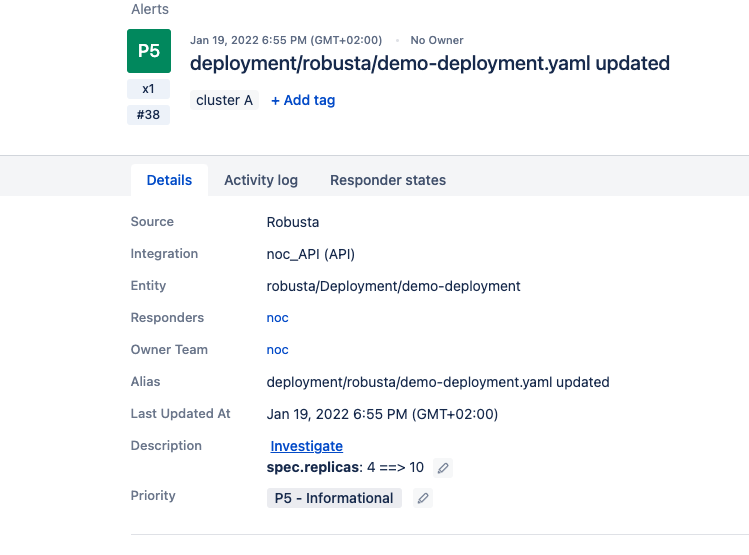 Alerts
P5
Jan 19, 2022 6:55 PM (GMT+02:00) · No Owner
deployment/robusta/demo-deployment.yaml updated
x1
cluster A + Add tag
#38
Details Activity log Responder states
Source Robusta
Integration noc_API (API)
Entity robusta/Deployment/demo-deployment
Responders noc
Owner Team noc
Alias deployment/robusta/demo-deployment.yaml updated
Last Updated At Jan 19, 2022 6:55 PM (GMT+02:00)
Description Investigate
spec.replicas: 4 ==> 10
Priority P5 - Informational